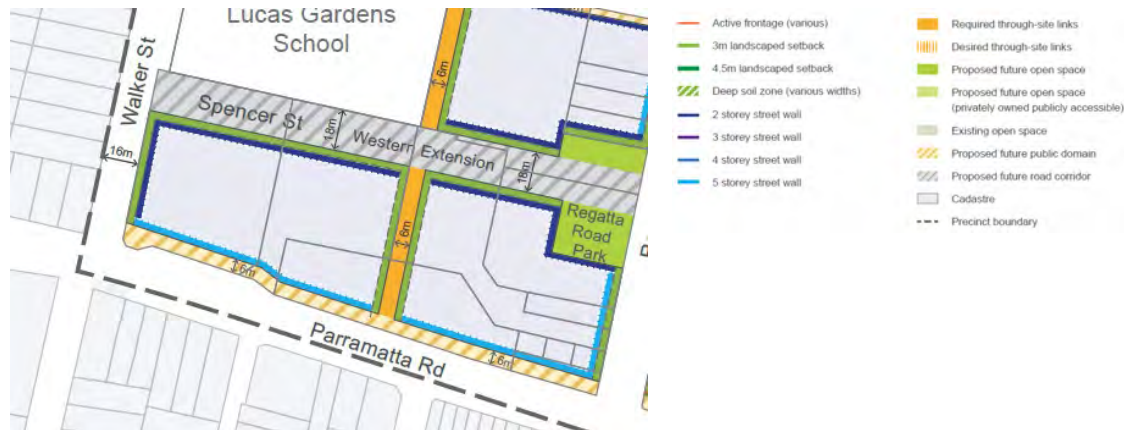 Lucas Gardens
School
Walker St
6m
Spencer St
18m
Western Extension
18m
16m
Regatta
Road
Park
6m
6m
6m
Parramatta Rd
Active frontage (various)
3m landscaped setback
4.5m landscaped setback
Deep soil zone (various widths)
2 storey street wall
3 storey street wall
4 storey street wall
5 storey street wall
Required through-site links
Desired through-site links
Proposed future open space
Proposed future open space
(privately owned publicly accessible)
Existing open space
Proposed future public domain
Proposed future road corridor
Cadastre
Precinct boundary